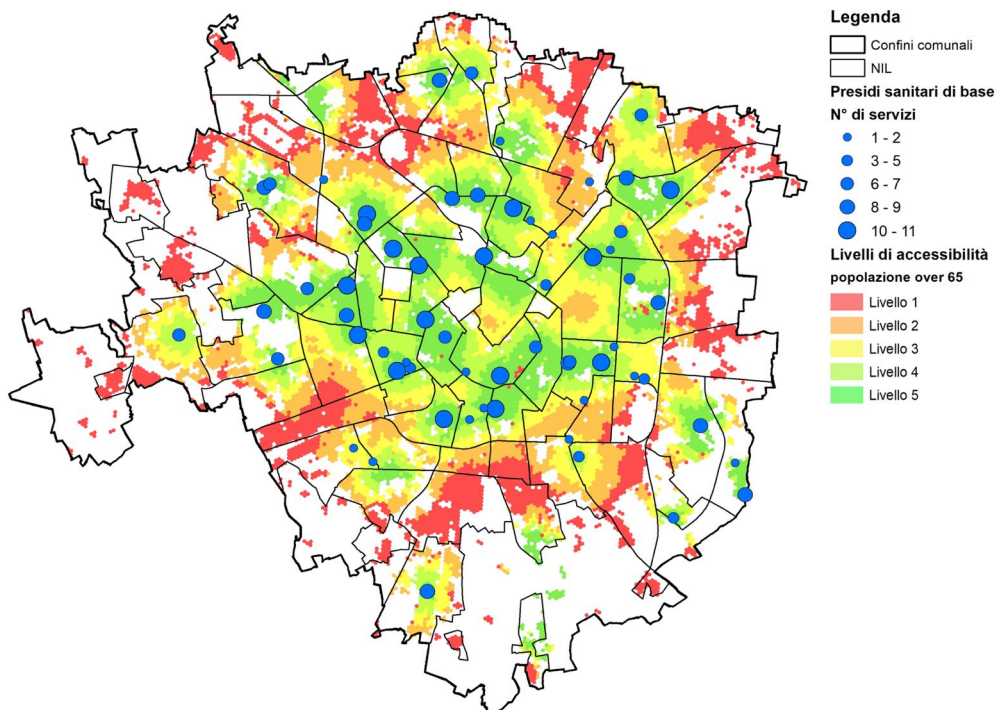 Legenda
Confini comunali
NIL
Presidi sanitari di base
N° di servizi
1 - 2
3 - 5
6 - 7
8 - 9
10 - 11
Livelli di accessibilità
popolazione over 65
Livello 1
Livello 2
Livello 3
Livello 4
Livello 5